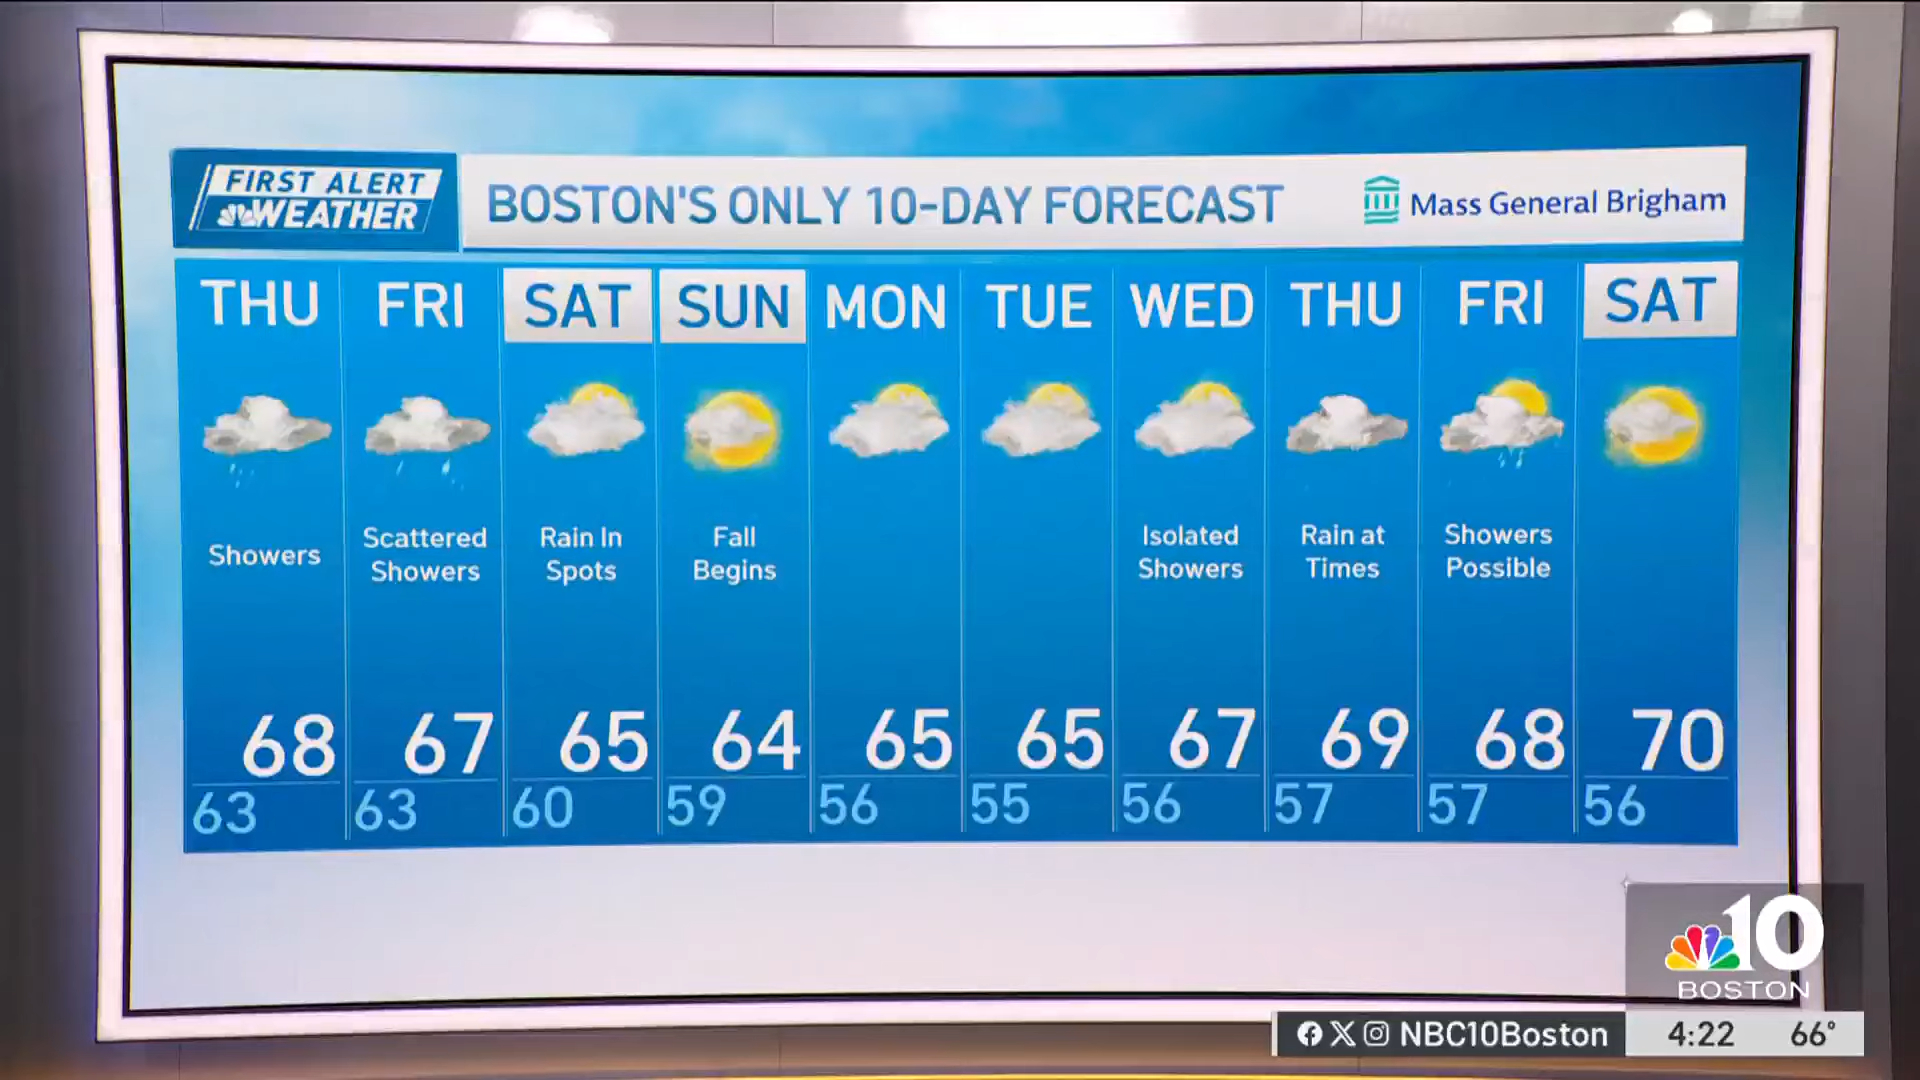 FIRST ALERT
WEATHER
BOSTON'S ONLY 10-DAY FORECAST
Mass General Brigham
THU FRI SAT SUN MON TUE WED THU FRI SAT
Showers
Scattered
Showers
Rain In
Spots
Fall
Begins
Isolated
Showers
Rain at
Times
Showers
Possible
68 67 65 64 65 65 67 69 68 70
63 63 60 59 56 55 56 57 57 56
10
BOSTON
NBC10Boston
4:22 66°